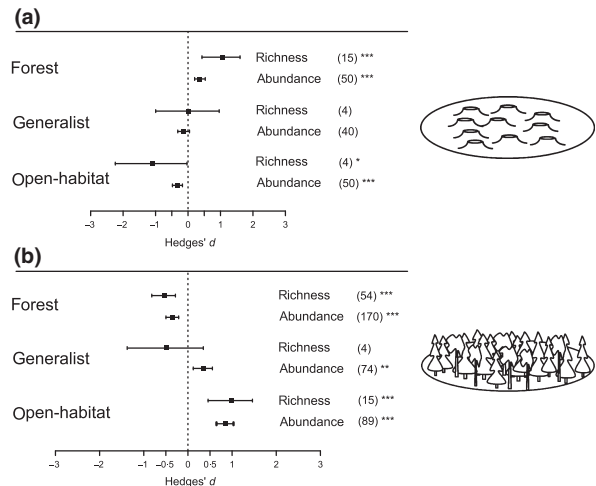 (a)
Forest
Richness (15) ***
Abundance (50) ***
Generalist
Richness (4)
Abundance (40)
Open-habitat
Richness (4) *
Abundance (50) ***
–3 –2 –1 0 1 2 3
Hedges' d
(b)
Forest
Richness (54) ***
Abundance (170) ***
Generalist
Richness (4)
Abundance (74) **
Open-habitat
Richness (15) ***
Abundance (89) ***
–3 –2 –1 –0·5 0 0·5 1 2 3
Hedges' d